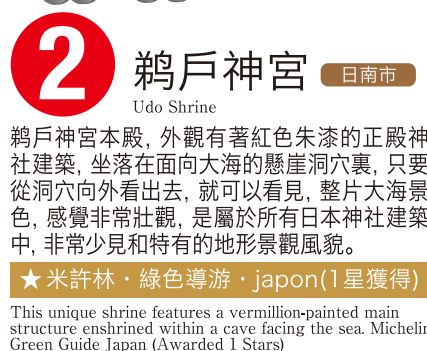 2
鹈戶神宮 日南市
Udo Shrine
鹈戶神宮本殿, 外觀有著紅色朱漆的正殿神
社建築, 坐落在面向大海的懸崖洞穴裏, 只要
從洞穴向外看出去, 就可以看見, 整片大海景
色, 感覺非常壯觀, 是屬於所有日本神社建築
中, 非常少見和特有的地形景觀風貌。
★米許林・綠色導游・japon(1星獲得)
This unique shrine features a vermillion-painted main
structure enshrined within a cave facing the sea. Michelin
Green Guide Japan (Awarded 1 Stars)